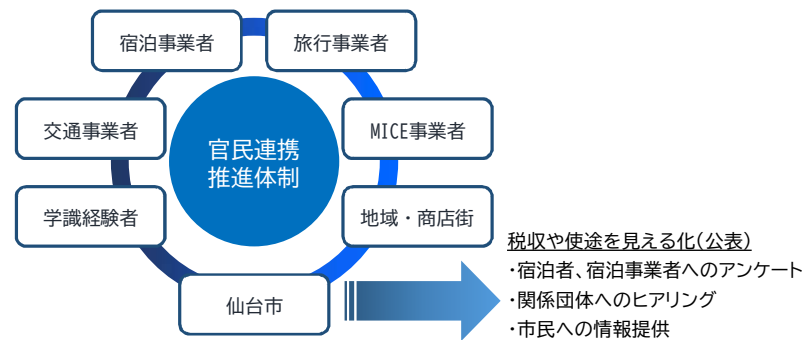 宿泊事業者
旅行事業者
交通事業者
MICE事業者
官民連携
推進体制
学識経験者
地域・商店街
仙台市
税収や使途を見える化(公表)
・宿泊者、宿泊事業者へのアンケート
・関係団体へのヒアリング
・市民への情報提供